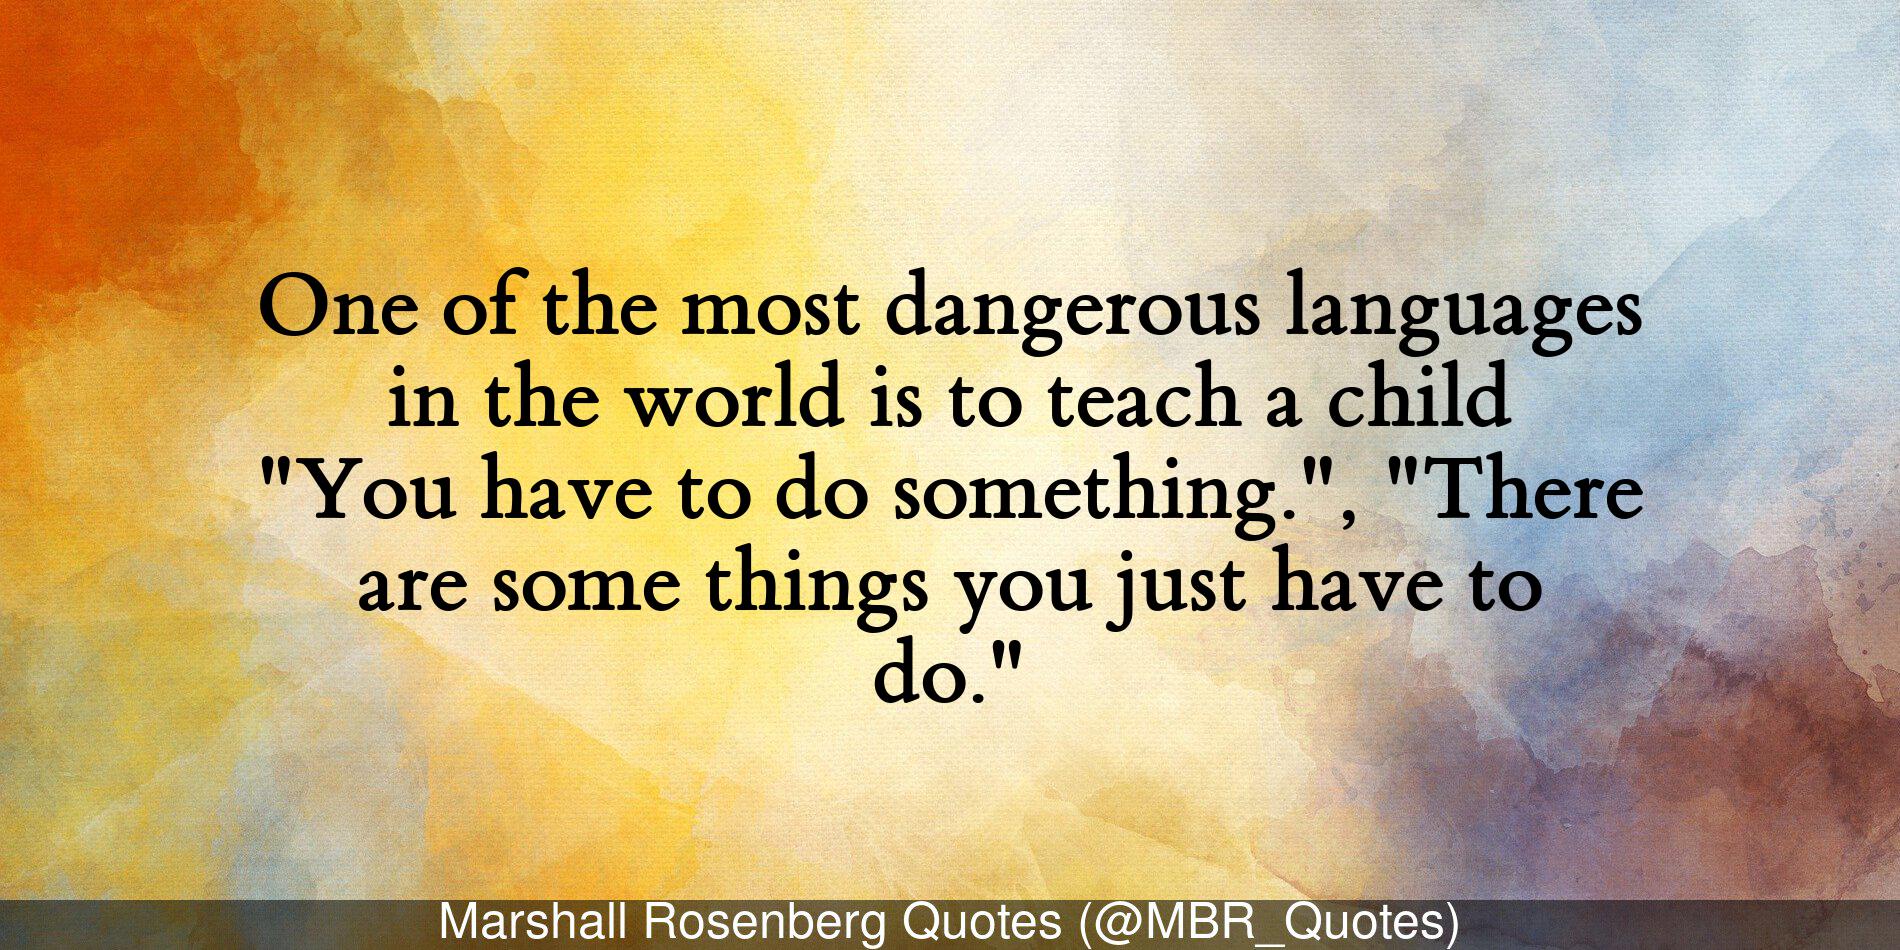 One of the most dangerous languages
in the world is to teach a child
"You have to do something.", "There
are some things you just have to
do."
Marshall Rosenberg Quotes (@MBR_Quotes)